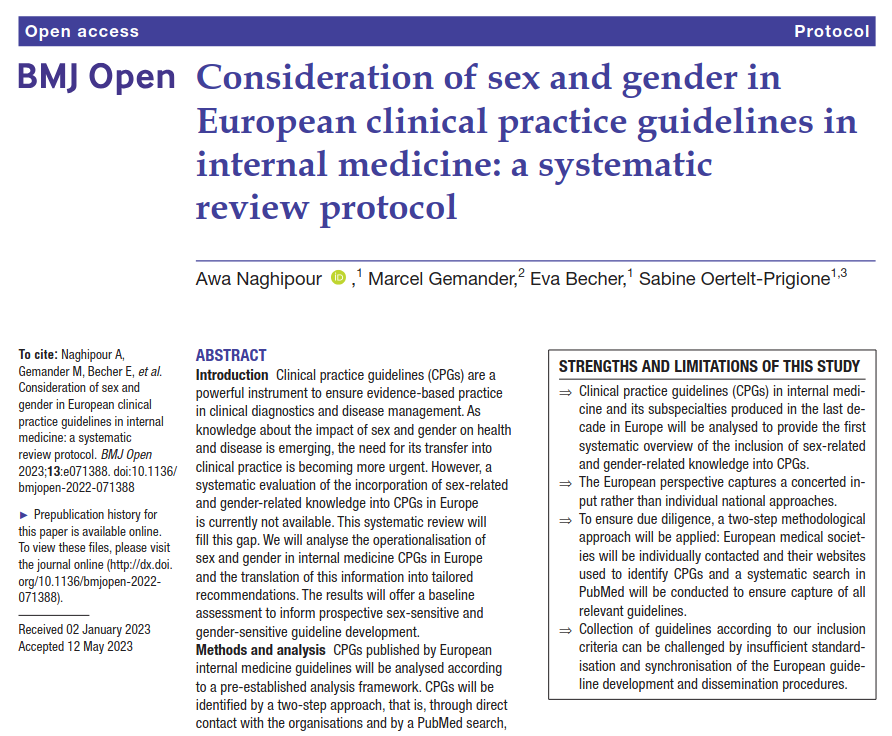 Open access
Protocol
BMJ Open
Consideration of sex and gender in
European clinical practice guidelines in
internal medicine: a systematic
review protocol
Awa Naghipour iD ,1 Marcel Gemander,2 Eva Becher,1 Sabine Oertelt-Prigione1,3
To cite: Naghipour A,
Gemander M, Becher E, et al.
Consideration of sex and
gender in European clinical
practice guidelines in internal
medicine: a systematic
review protocol. BMJ Open
2023;13:e071388. doi:10.1136/
bmjopen-2022-071388
► Prepublication history for
this paper is available online.
To view these files, please visit
the journal online (http://dx.doi.
org/10.1136/bmjopen-2022-
071388).
Received 02 January 2023
Accepted 12 May 2023
ABSTRACT
Introduction Clinical practice guidelines (CPGs) are a
powerful instrument to ensure evidence-based practice
in clinical diagnostics and disease management. As
knowledge about the impact of sex and gender on health
and disease is emerging, the need for its transfer into
clinical practice is becoming more urgent. However, a
systematic evaluation of the incorporation of sex-related
and gender-related knowledge into CPGs in Europe
is currently not available. This systematic review will
fill this gap. We will analyse the operationalisation of
sex and gender in internal medicine CPGs in Europe
and the translation of this information into tailored
recommendations. The results will offer a baseline
assessment to inform prospective sex-sensitive and
gender-sensitive guideline development.
Methods and analysis CPGs published by European
internal medicine guidelines will be analysed according
to a pre-established analysis framework. CPGs will be
identified by a two-step approach, that is, through direct
contact with the organisations and by a PubMed search,
STRENGTHS AND LIMITATIONS OF THIS STUDY
⇒ Clinical practice guidelines (CPGs) in internal medi-
cine and its subspecialties produced in the last de-
cade in Europe will be analysed to provide the first
systematic overview of the inclusion of sex-related
and gender-related knowledge into CPGs.
⇒ The European perspective captures a concerted in-
put rather than individual national approaches.
⇒ To ensure due diligence, a two-step methodological
approach will be applied: European medical societ-
ies will be individually contacted and their websites
used to identify CPGs and a systematic search in
PubMed will be conducted to ensure capture of all
relevant guidelines.
⇒ Collection of guidelines according to our inclusion
criteria can be challenged by insufficient standard-
isation and synchronisation of the European guide-
line development and dissemination procedures.